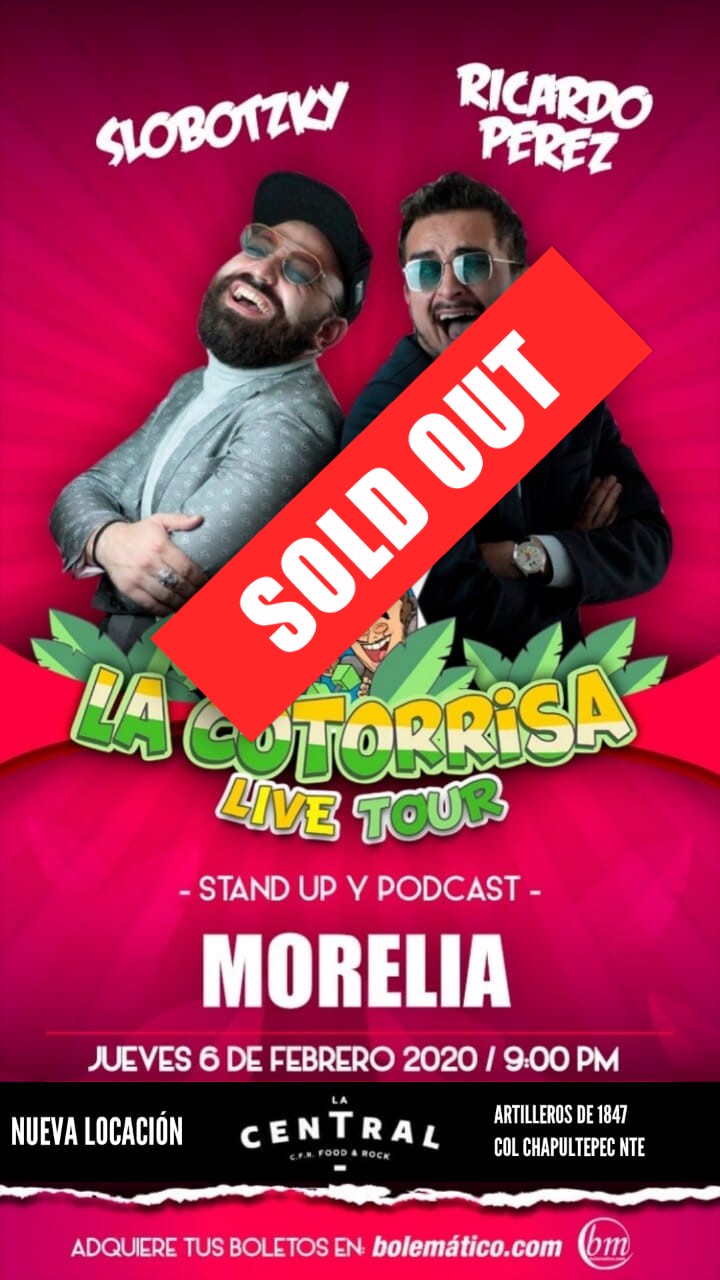 SLOBOTZKY
RICARDO
PEREZ
SOLD OUT
LA COTORRiSA
LIVE TOUR
- STAND UP Y PODCAST -
MORELIA
JUEVES 6 DE FEBRERO 2020 / 9:00 PM
NUEVA LOCACIÓN
LA
CENTRAL
C.F.R. FOOD & ROCK
ARTILLEROS DE 1847
COL CHAPULTEPEC NTE
ADQUIERE TUS BOLETOS EN: bolemático.com bm